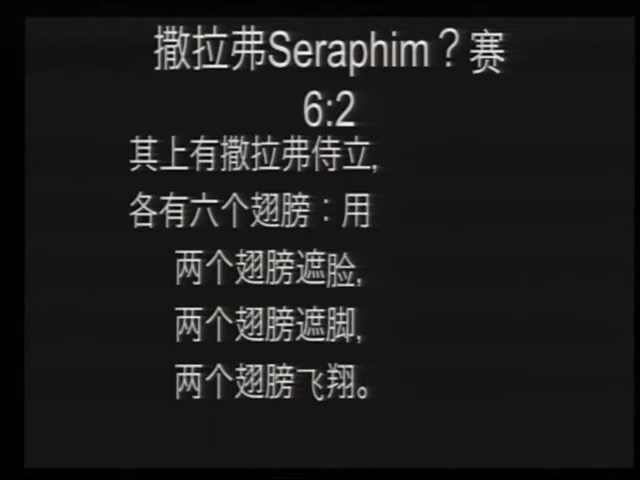 撒拉弗Seraphim？赛
6:2
其上有撒拉弗侍立,
各有六个翅膀：用
两个翅膀遮脸,
两个翅膀遮脚,
两个翅膀飞翔。